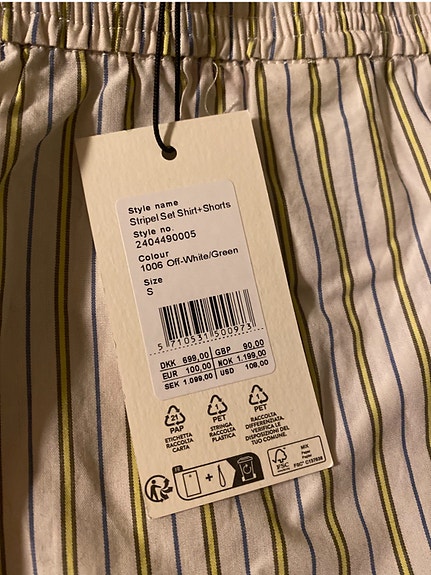 Style name
Stripel Set Shirt+Shorts
Style no.
2404490005
Colour
1006 Off-White/Green
Size
S
5 710531 500973
DKK 699,00 GBP 90,00
EUR 100,00 NOK 1.199,00
SEK 1.099,00 USD 109,00
21 1 1
PAP PET PET
ETICHETTA STRINGA RACCOLTA
RACCOLTA RACCOLTA DIFFERENZIATA.
CARTA PLASTICA VERIFICA LE
DISPOSIZIONI DEL
TUO COMUNE.
FR
+
FSC
MIX
Paper